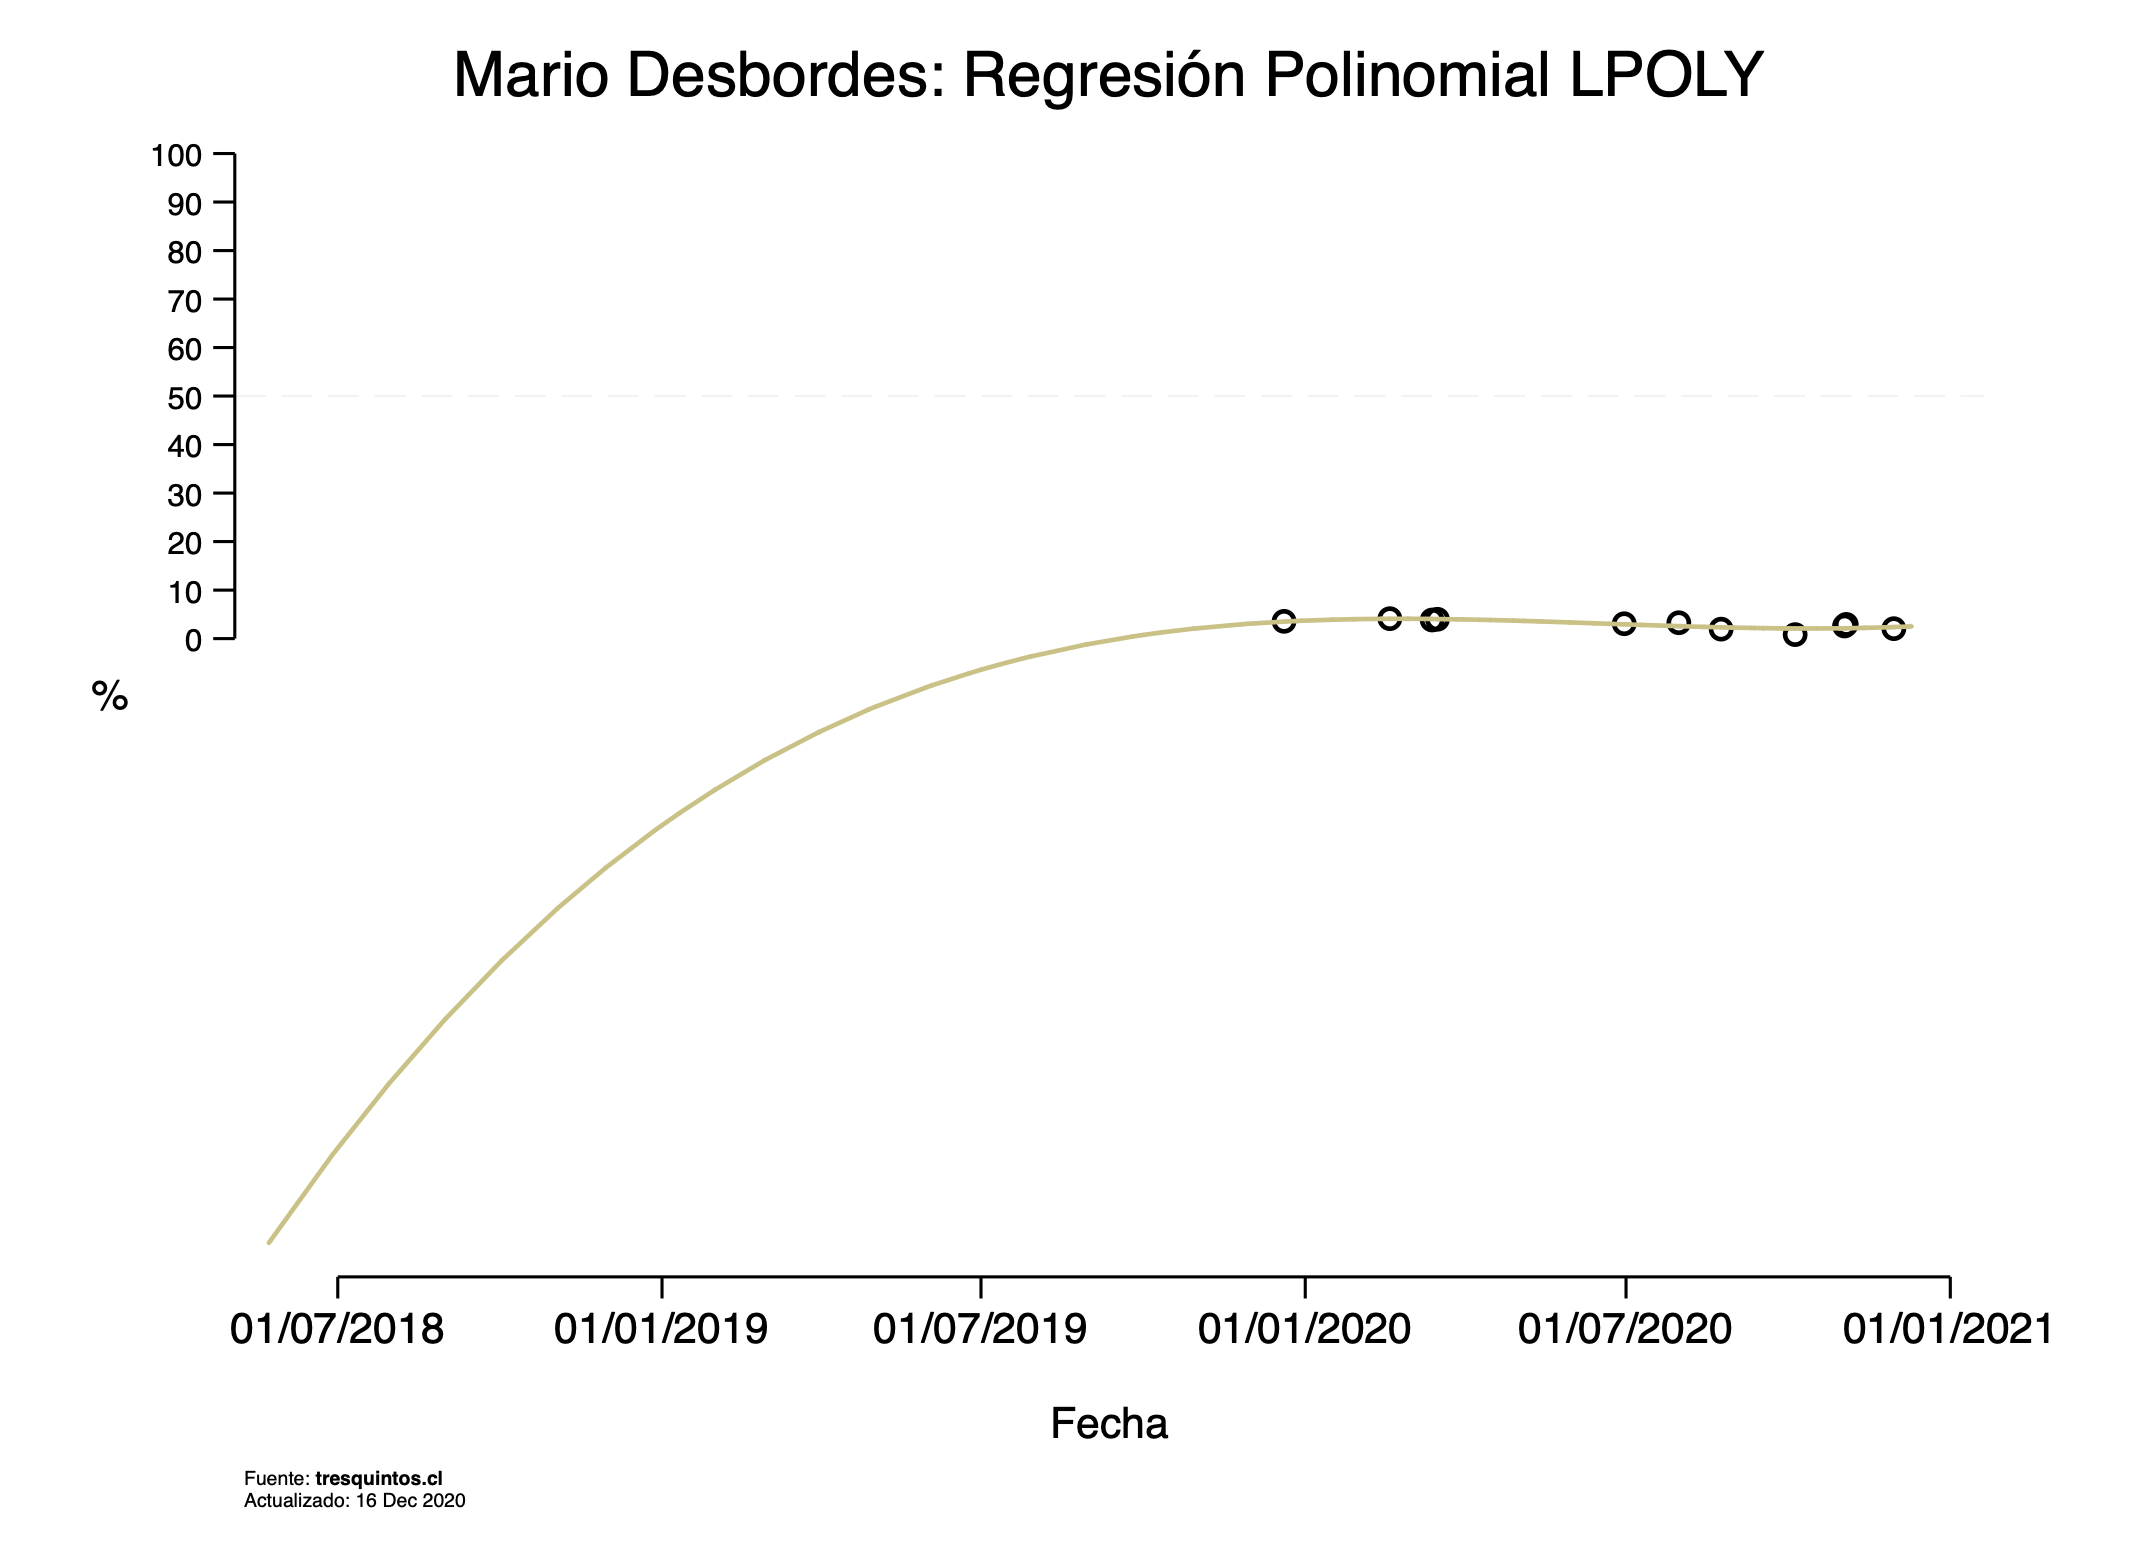 Mario Desbordes: Regresión Polinomial LPOLY
100
90
80
70
60
50
40
30
20
10
0
%
01/07/2018 01/01/2019 01/07/2019 01/01/2020 01/07/2020 01/01/2021
Fecha
Fuente: tresquintos.cl
Actualizado: 16 Dec 2020